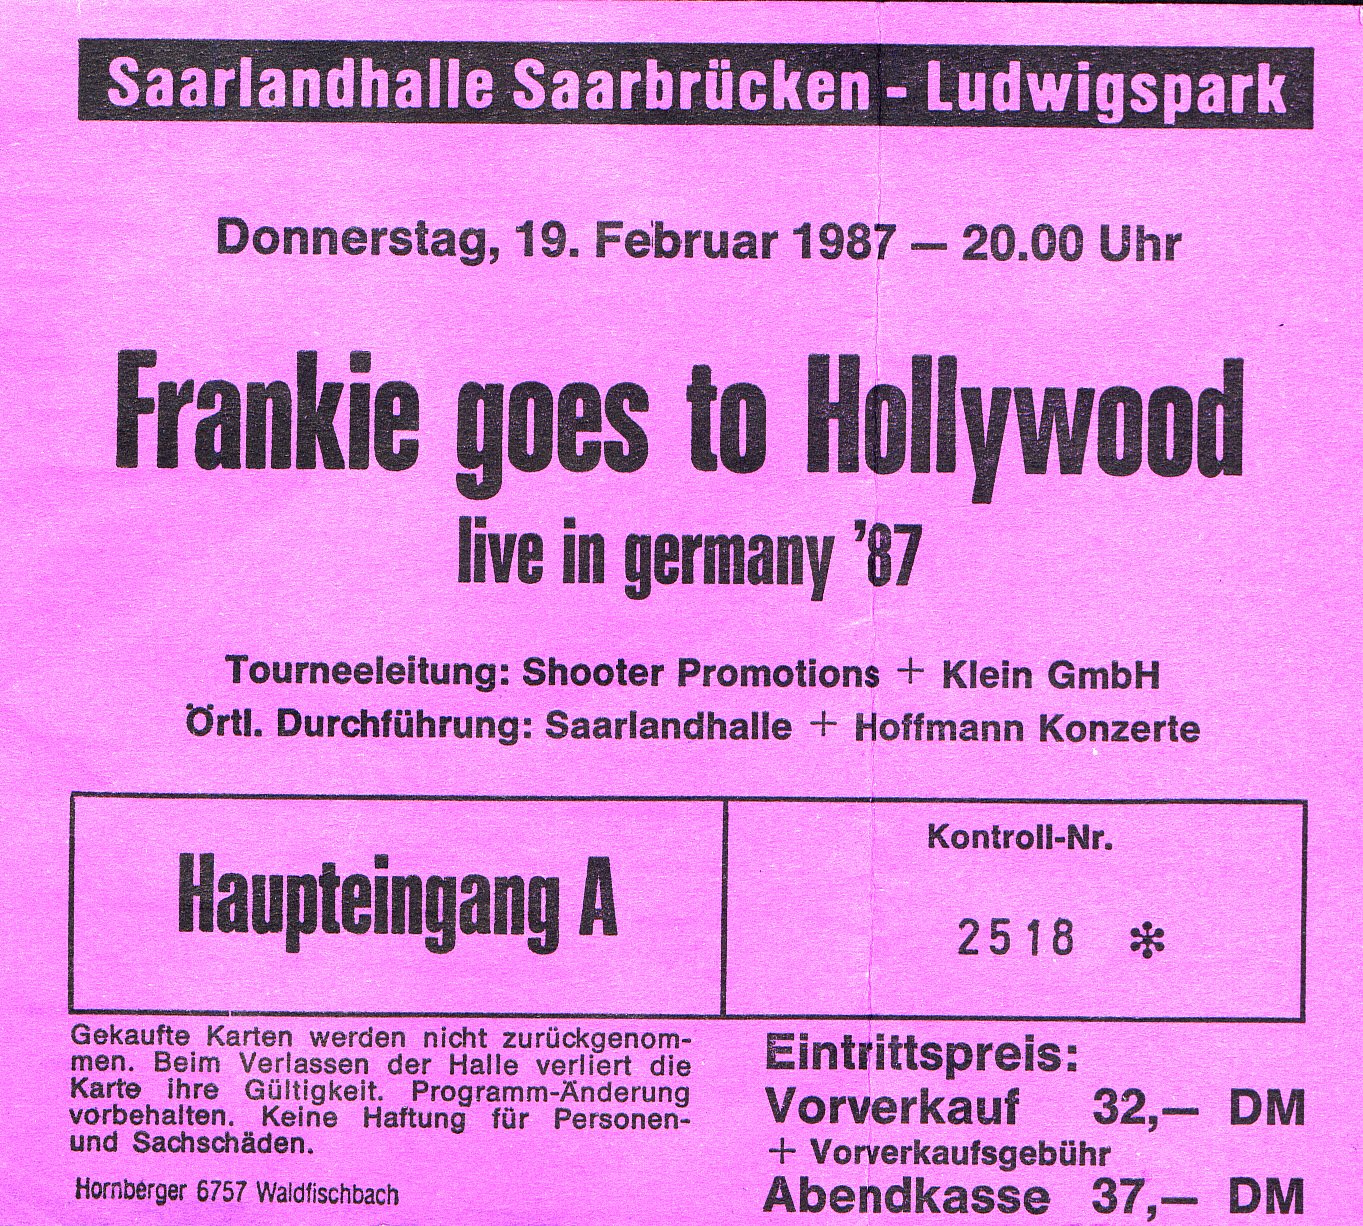 Saarlandhalle Saarbrücken - Ludwigspark
Donnerstag, 19. Februar 1987 — 20.00 Uhr
Frankie goes to Hollywood
live in germany '87
Tourneeleitung: Shooter Promotions + Klein GmbH
Örtl. Durchführung: Saarlandhalle + Hoffmann Konzerte
Haupteingang A
Kontroll-Nr.
2518 *
Gekaufte Karten werden nicht zurückgenom-
men. Beim Verlassen der Halle verliert die
Karte ihre Gültigkeit. Programm-Änderung
vorbehalten. Keine Haftung für Personen-
und Sachschäden.
Hornberger 6757 Waldfischbach
Eintrittspreis:
Vorverkauf 32,— DM
+ Vorverkaufsgebühr
Abendkasse 37,— DM